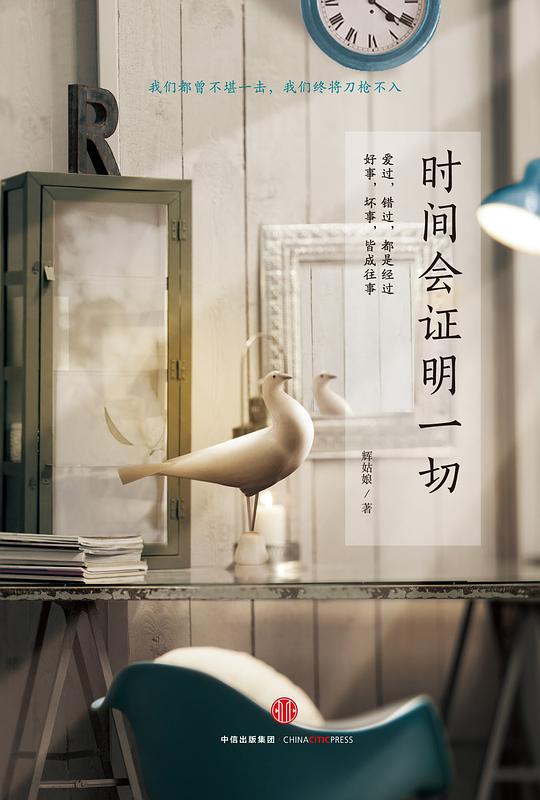 我们都曾不堪一击，我们终将刀枪不入
R
时间会证明一切
爱过，错过，都是经过
好事，坏事，皆成往事
辉姑娘／著
中信出版集团·CHINACITICPRESS